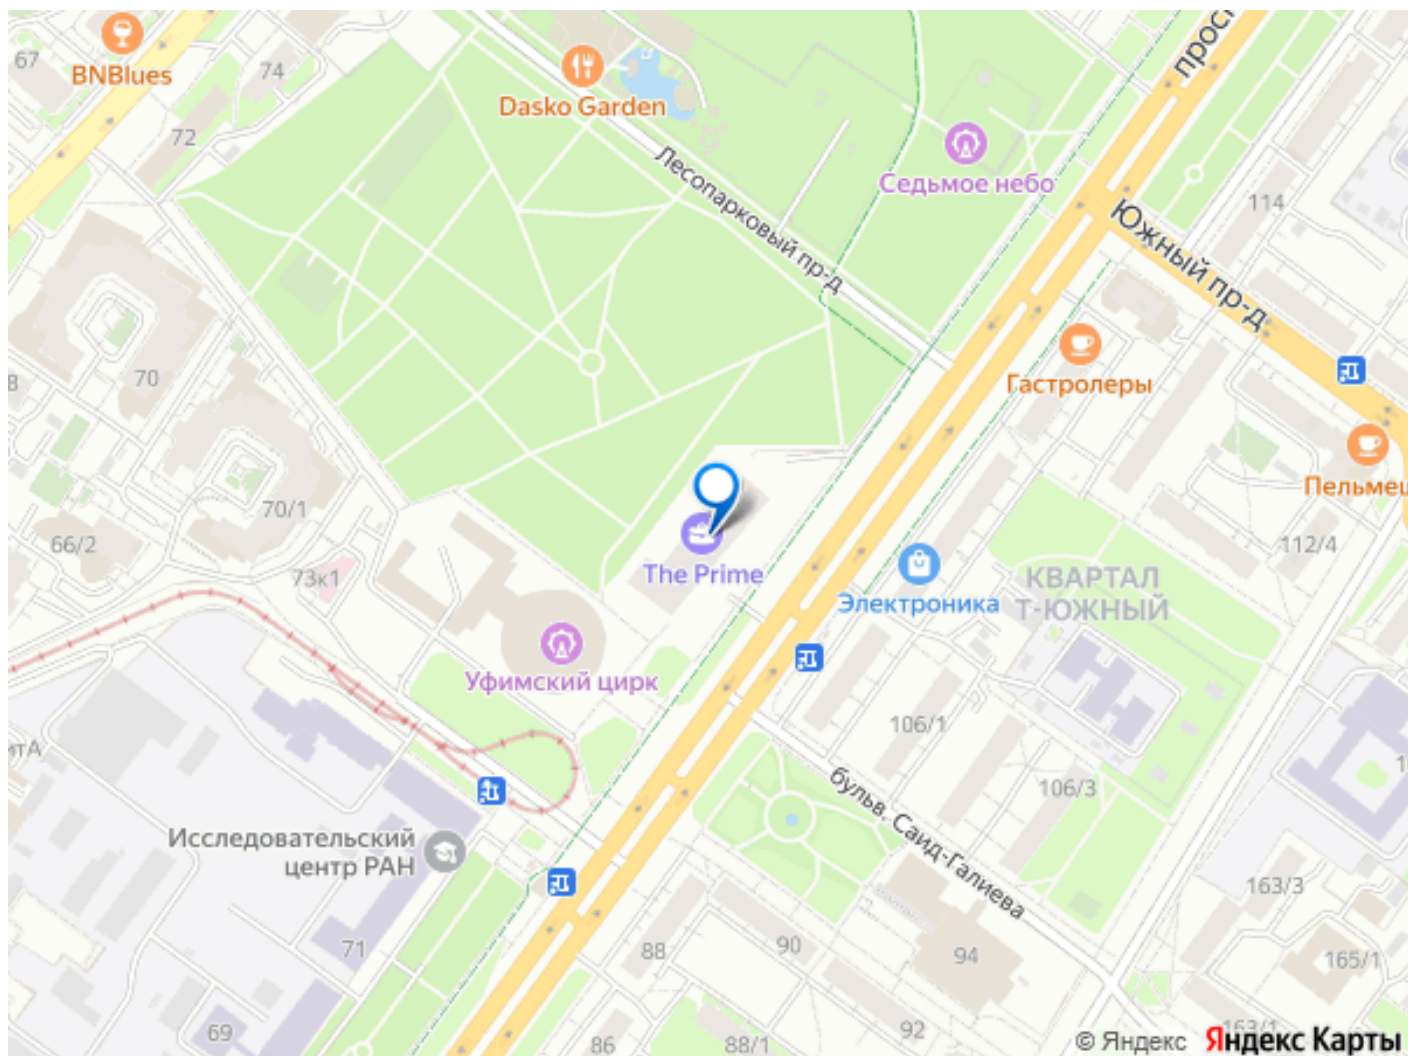 67
BNBlues
74
72
Dasko Garden
Седьмое небо
Лесопарковый пр-д
Южный пр-д
114
Гастролеры
70
70/1
66/2
73к1
The Prime
Электроника
КВАРТАЛ
Т-ЮЖНЫЙ
112/4
Уфимский цирк
106/1
106/3
бульв. Саид-Галиева
Исследовательский
центр РАН
71
69
88
90
94
86
88/1
92
163/3
165/1
© Яндекс Яндекс Карты